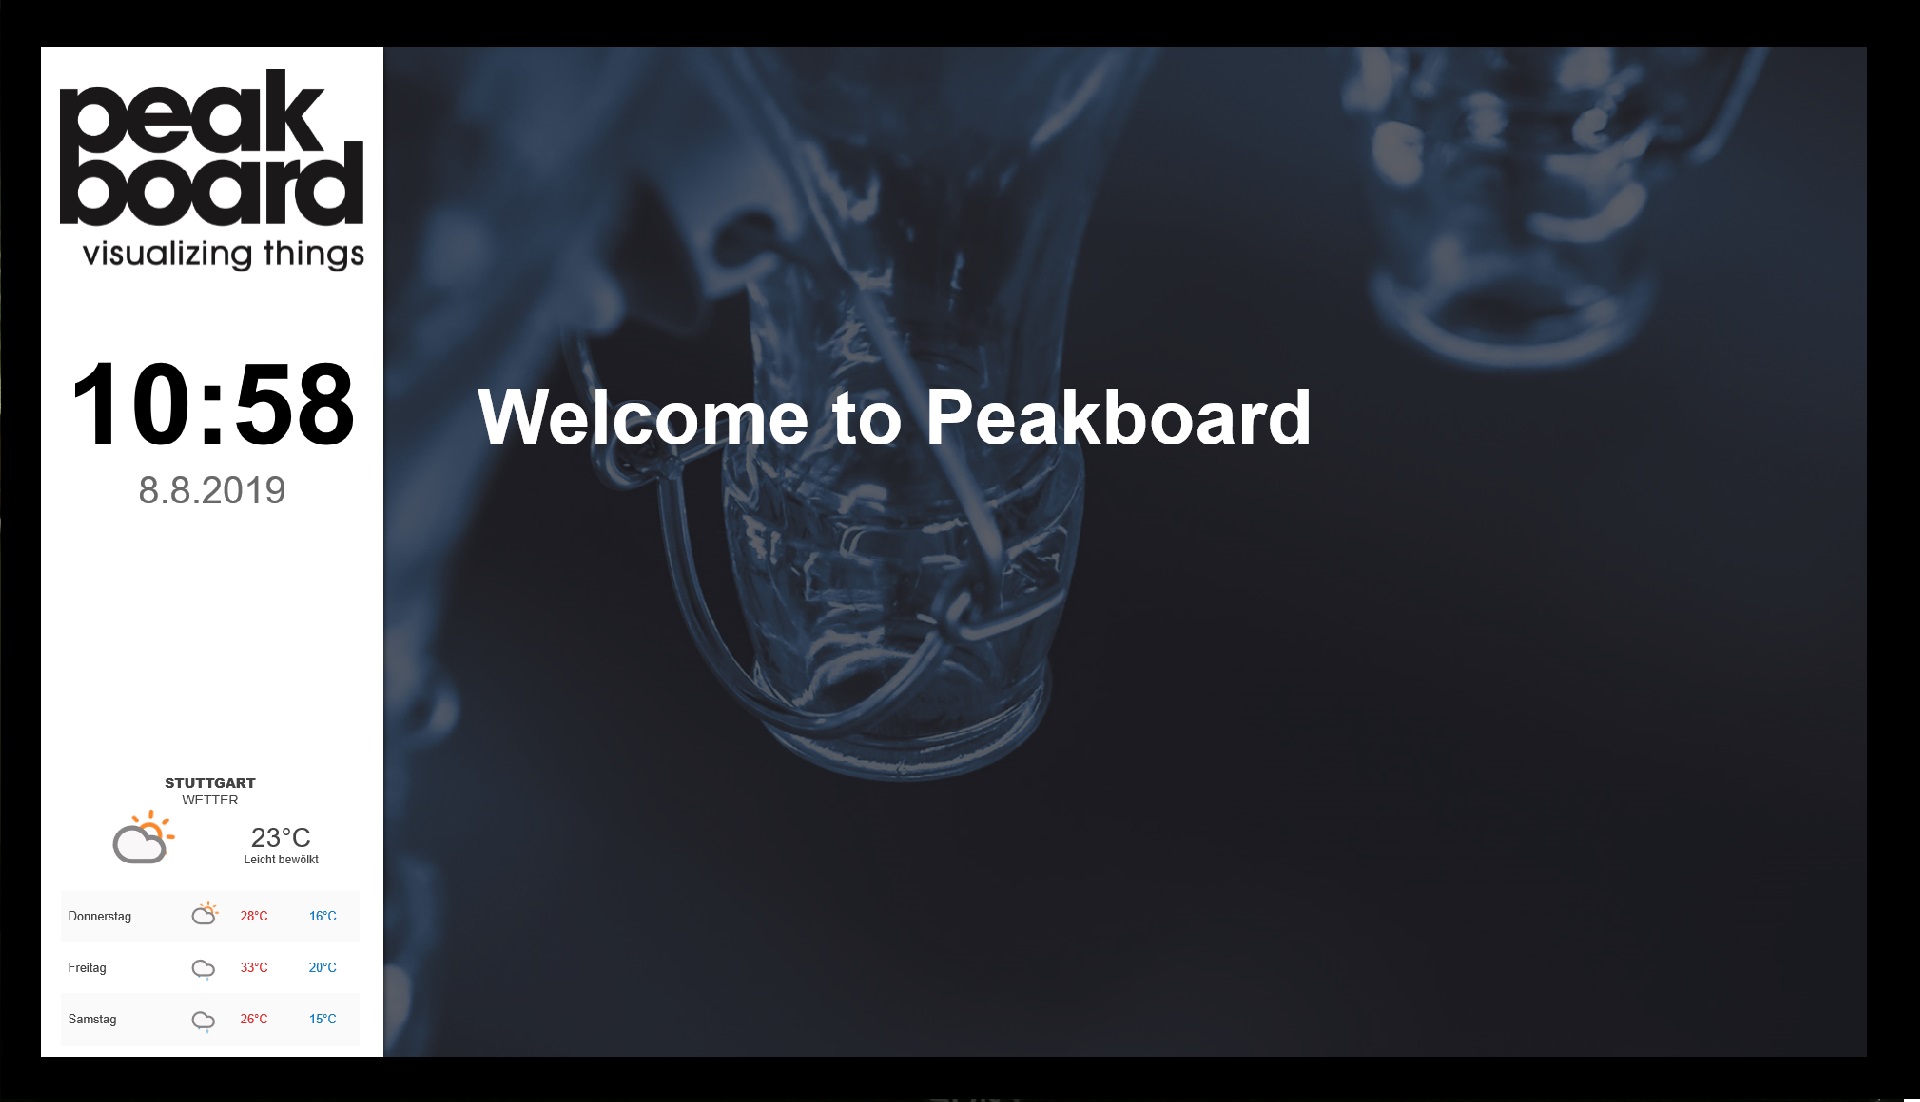 peak
board
visualizing things
10:58
8.8.2019
STUTTGART
WETTER
23°C
Leicht bewölkt
Donnerstag 28°C 16°C
Freitag 33°C 20°C
Samstag 26°C 15°C
Welcome to Peakboard